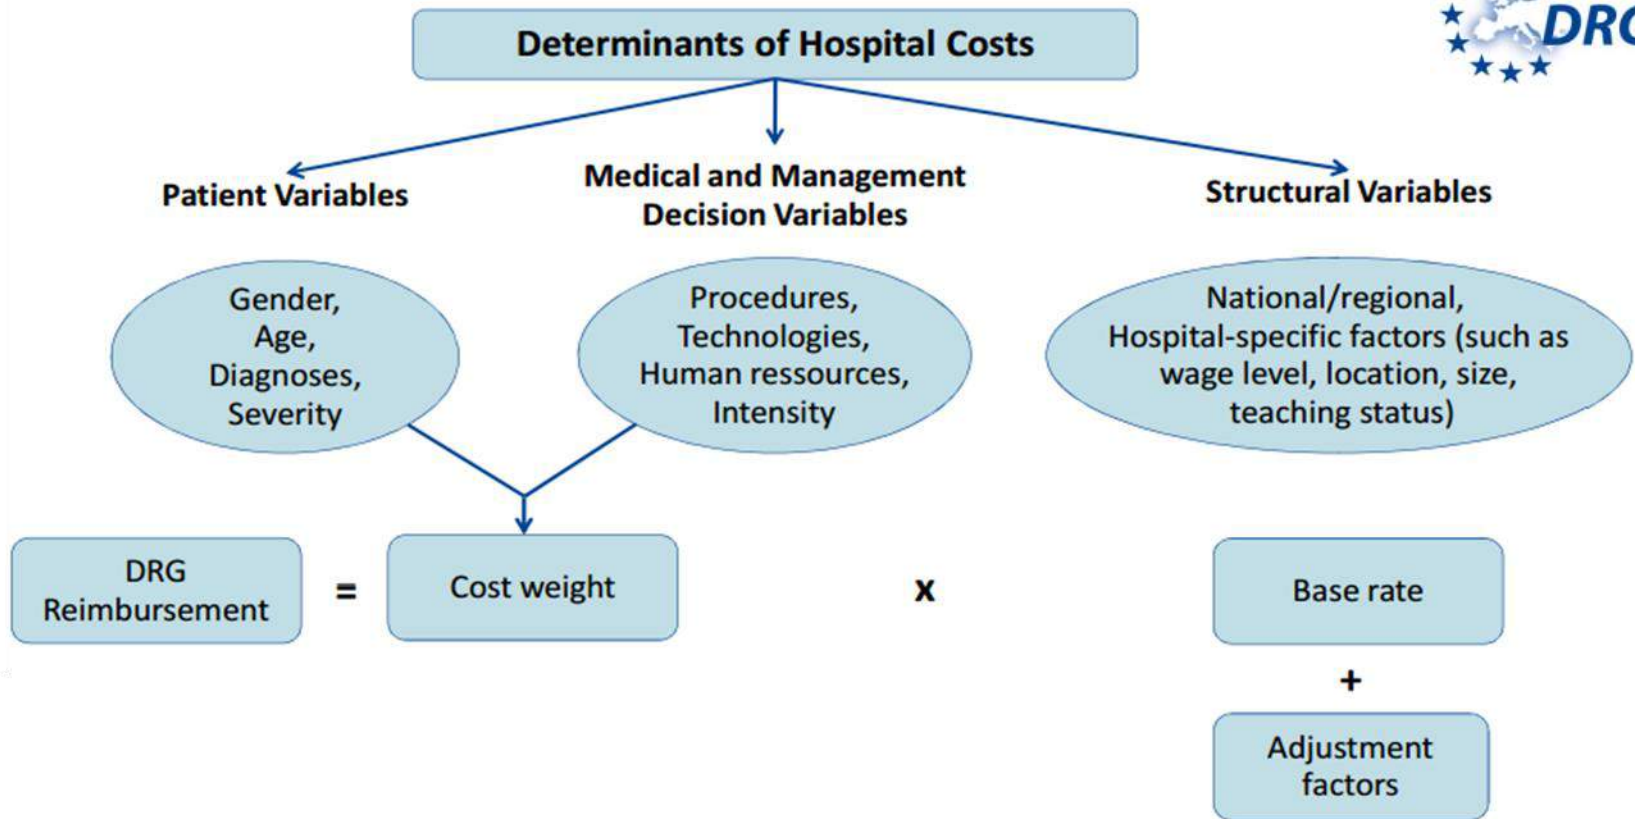 Determinants of Hospital Costs
DRG
Patient Variables
Medical and Management
Decision Variables
Structural Variables
Gender,
Age,
Diagnoses,
Severity
Procedures,
Technologies,
Human ressources,
Intensity
National/regional,
Hospital-specific factors (such as
wage level, location, size,
teaching status)
DRG
Reimbursement
=
Cost weight
x
Base rate
+
Adjustment
factors